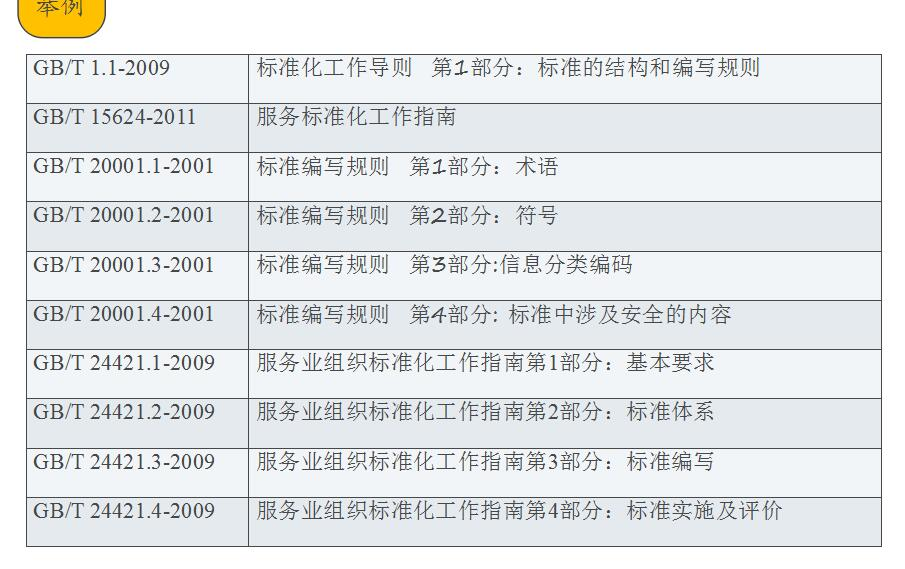 举例
GB/T 1.1-2009 标准化工作导则 第1部分：标准的结构和编写规则
GB/T 15624-2011 服务标准化工作指南
GB/T 20001.1-2001 标准编写规则 第1部分：术语
GB/T 20001.2-2001 标准编写规则 第2部分：符号
GB/T 20001.3-2001 标准编写规则 第3部分:信息分类编码
GB/T 20001.4-2001 标准编写规则 第4部分: 标准中涉及安全的内容
GB/T 24421.1-2009 服务业组织标准化工作指南第1部分：基本要求
GB/T 24421.2-2009 服务业组织标准化工作指南第2部分：标准体系
GB/T 24421.3-2009 服务业组织标准化工作指南第3部分：标准编写
GB/T 24421.4-2009 服务业组织标准化工作指南第4部分：标准实施及评价